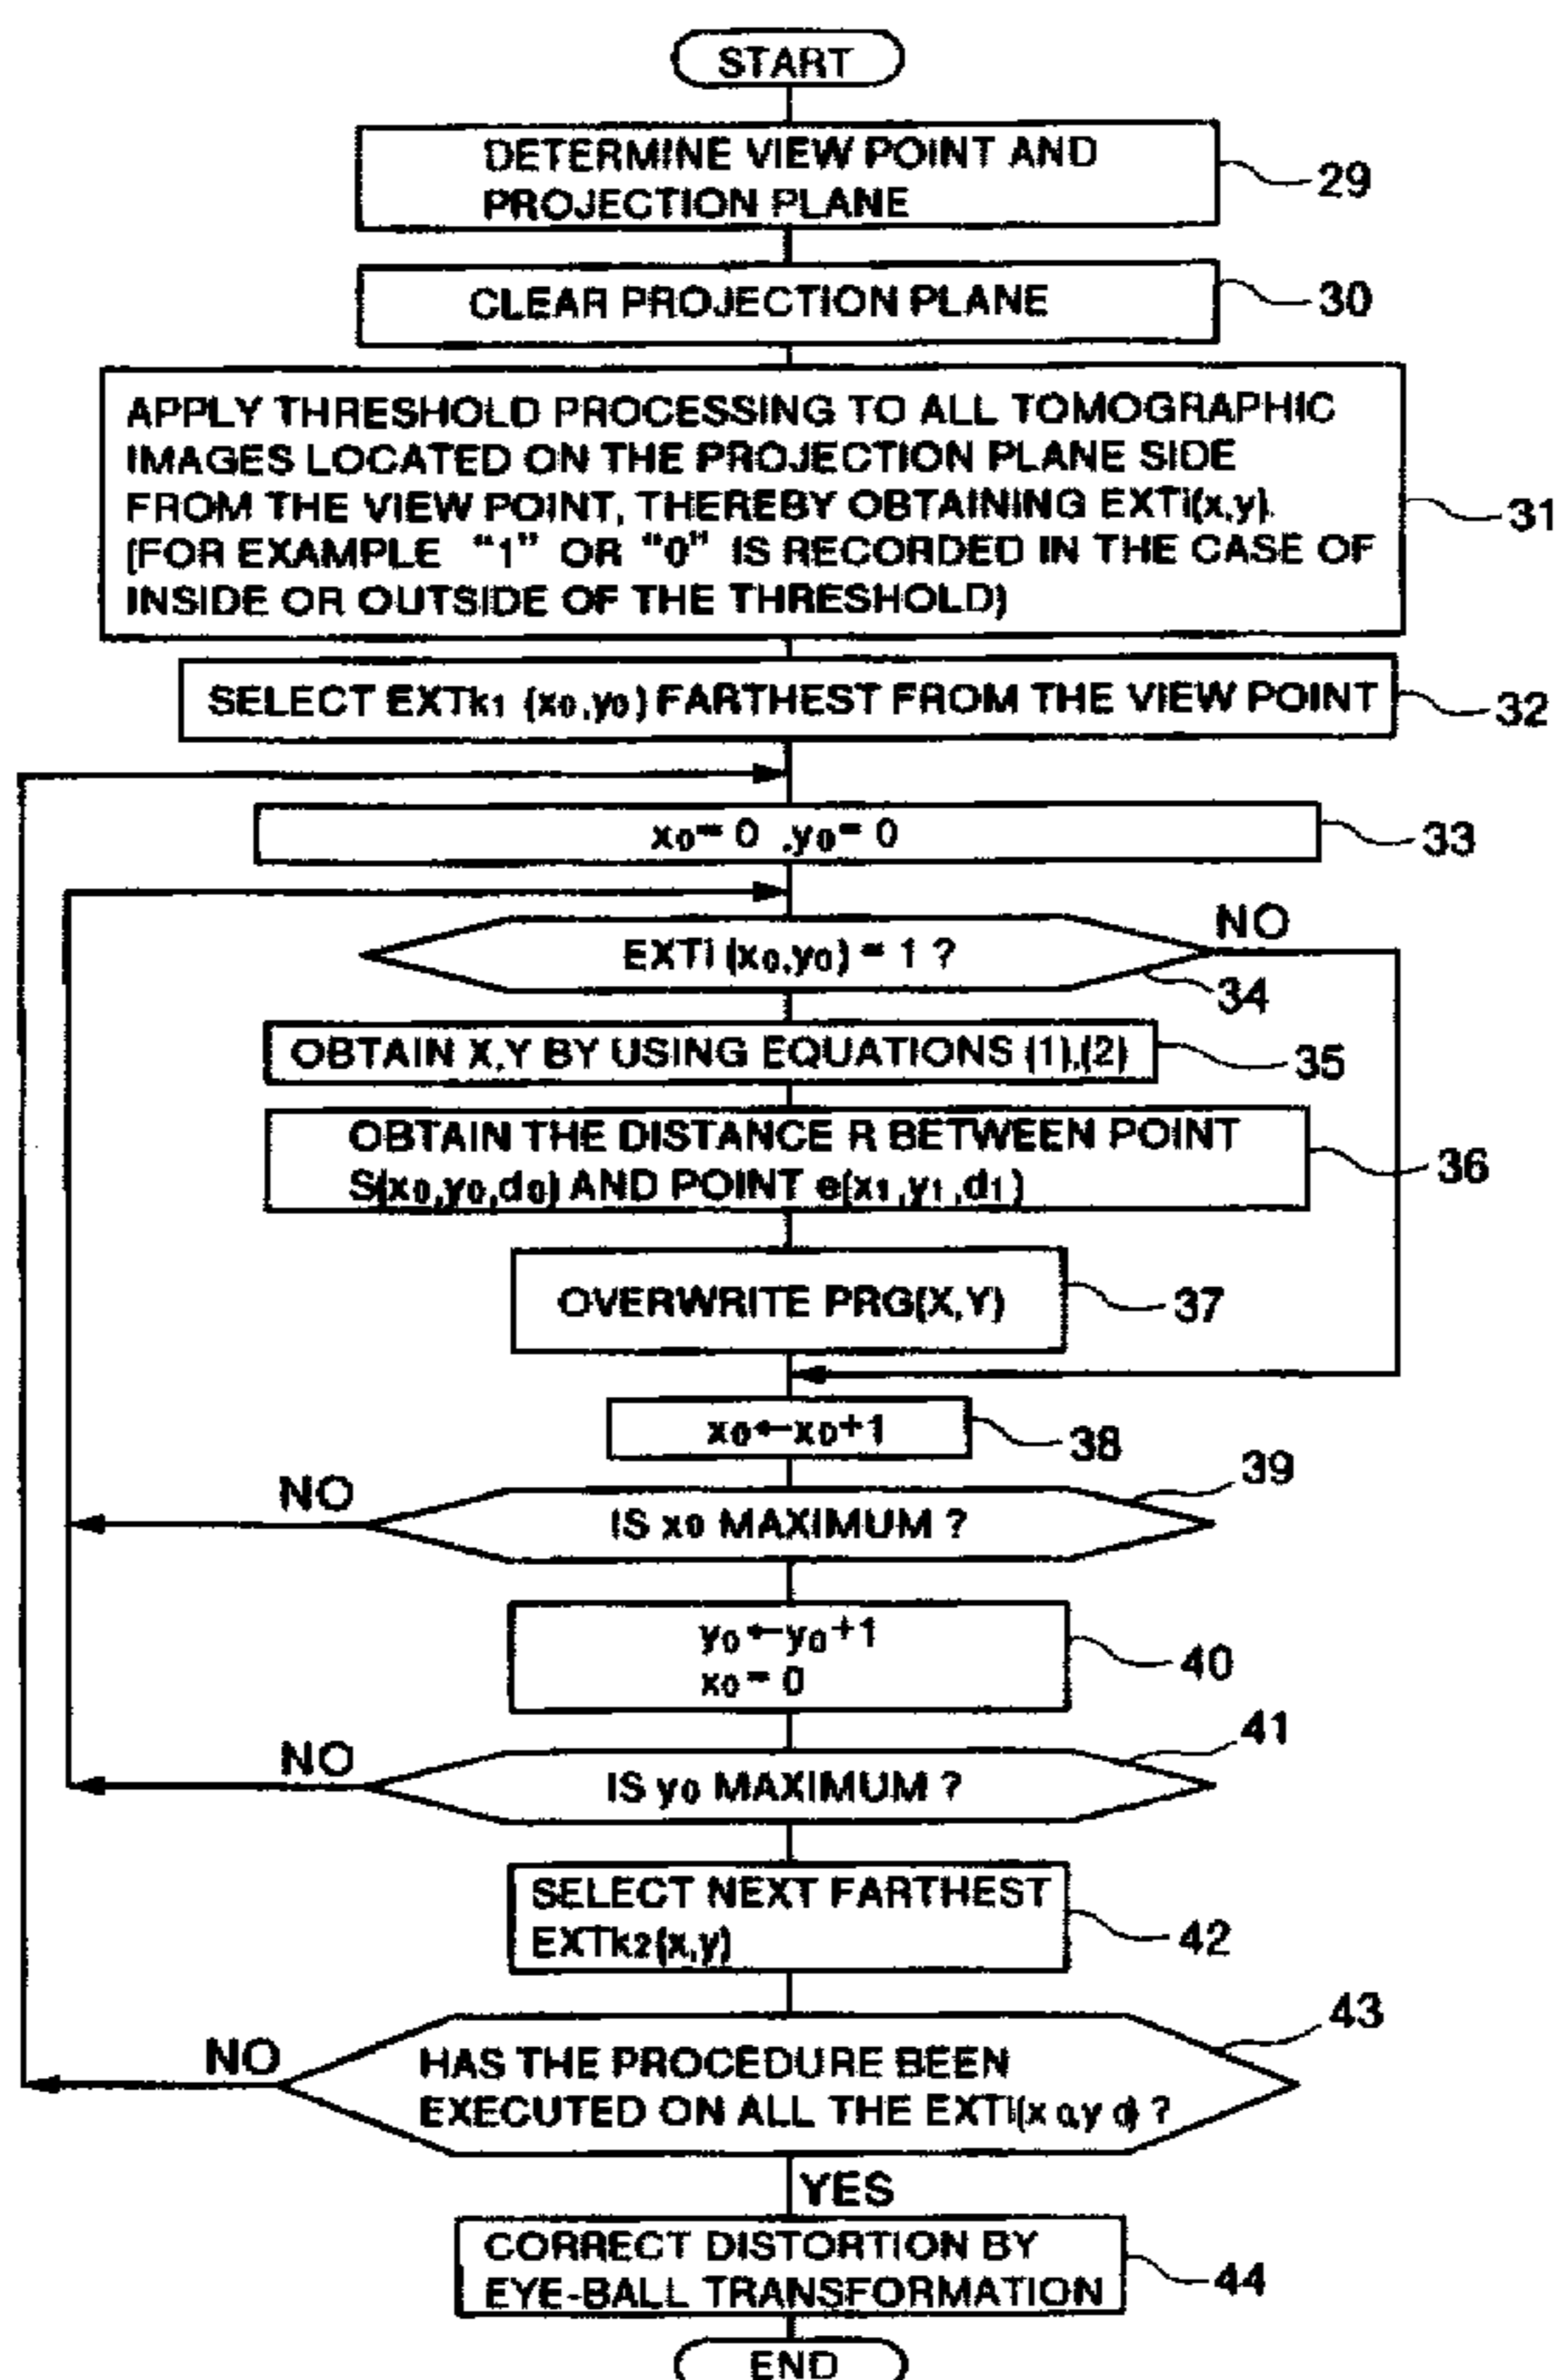 START
DETERMINE VIEW POINT AND
PROJECTION PLANE
29
CLEAR PROJECTION PLANE
30
APPLY THRESHOLD PROCESSING TO ALL TOMOGRAPHIC
IMAGES LOCATED ON THE PROJECTION PLANE SIDE
FROM THE VIEW POINT, THEREBY OBTAINING EXTi(x,y).
(FOR EXAMPLE "1" OR "0" IS RECORDED IN THE CASE OF
INSIDE OR OUTSIDE OF THE THRESHOLD)
31
SELECT EXTk1 (x0,y0) FARTHEST FROM THE VIEW POINT
32
x0= 0 ,y0= 0
33
EXTi (x0,y0) = 1 ?
NO
34
OBTAIN X,Y BY USING EQUATIONS (1),(2)
35
OBTAIN THE DISTANCE R BETWEEN POINT
S(x0,y0,d0) AND POINT e(x1,y1,d1)
36
OVERWRITE PRG(X,Y)
37
x0←x0+1
38
NO
IS x0 MAXIMUM ?
39
y0←y0+1
x0 = 0
40
NO
IS y0 MAXIMUM ?
41
SELECT NEXT FARTHEST
EXTk2(x,y)
42
NO
HAS THE PROCEDURE BEEN
EXECUTED ON ALL THE EXTi(x 0,y 0) ?
43
YES
CORRECT DISTORTION BY
EYE-BALL TRANSFORMATION
44
END